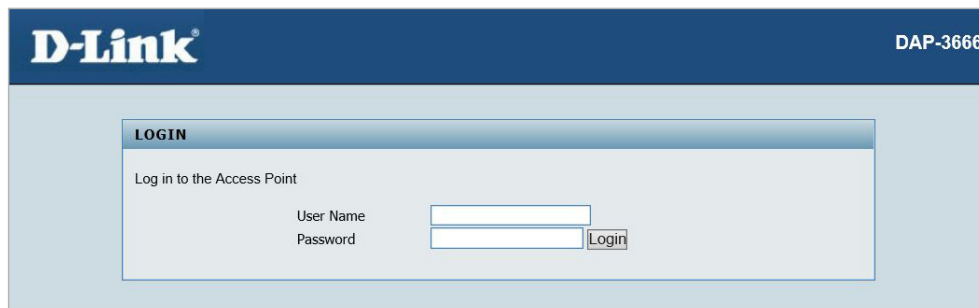 D-Link®
DAP-3666
LOGIN
Log in to the Access Point
User Name
Password Login